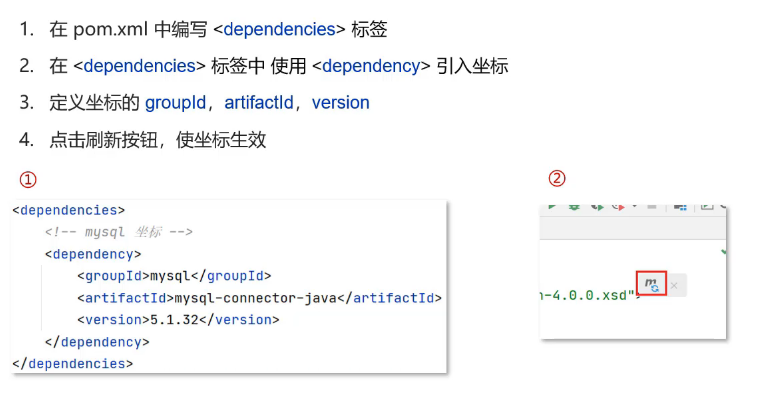 1. 在 pom.xml 中编写 <dependencies> 标签
2. 在 <dependencies> 标签中 使用 <dependency> 引入坐标
3. 定义坐标的 groupId，artifactId，version
4. 点击刷新按钮，使坐标生效
①
<dependencies>
<!-- mysql 坐标 -->
<dependency>
<groupId>mysql</groupId>
<artifactId>mysql-connector-java</artifactId>
<version>5.1.32</version>
</dependency>
</dependencies>
②
m
n-4.0.0.xsd">